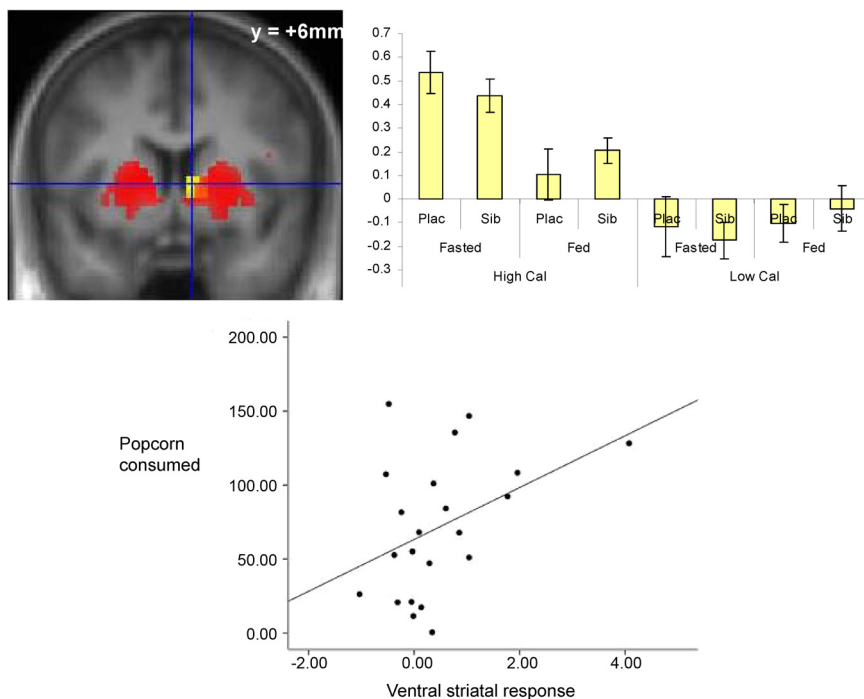 y = +6mm
0.7
0.6
0.5
0.4
0.3
0.2
0.1
0
-0.1
-0.2
-0.3
Plac Sib Plac Sib Plac Sib Plac Sib
Fasted Fed Fasted Fed
High Cal Low Cal
200.00
150.00
Popcorn
consumed
100.00
50.00
0.00
-2.00 0.00 2.00 4.00
Ventral striatal response